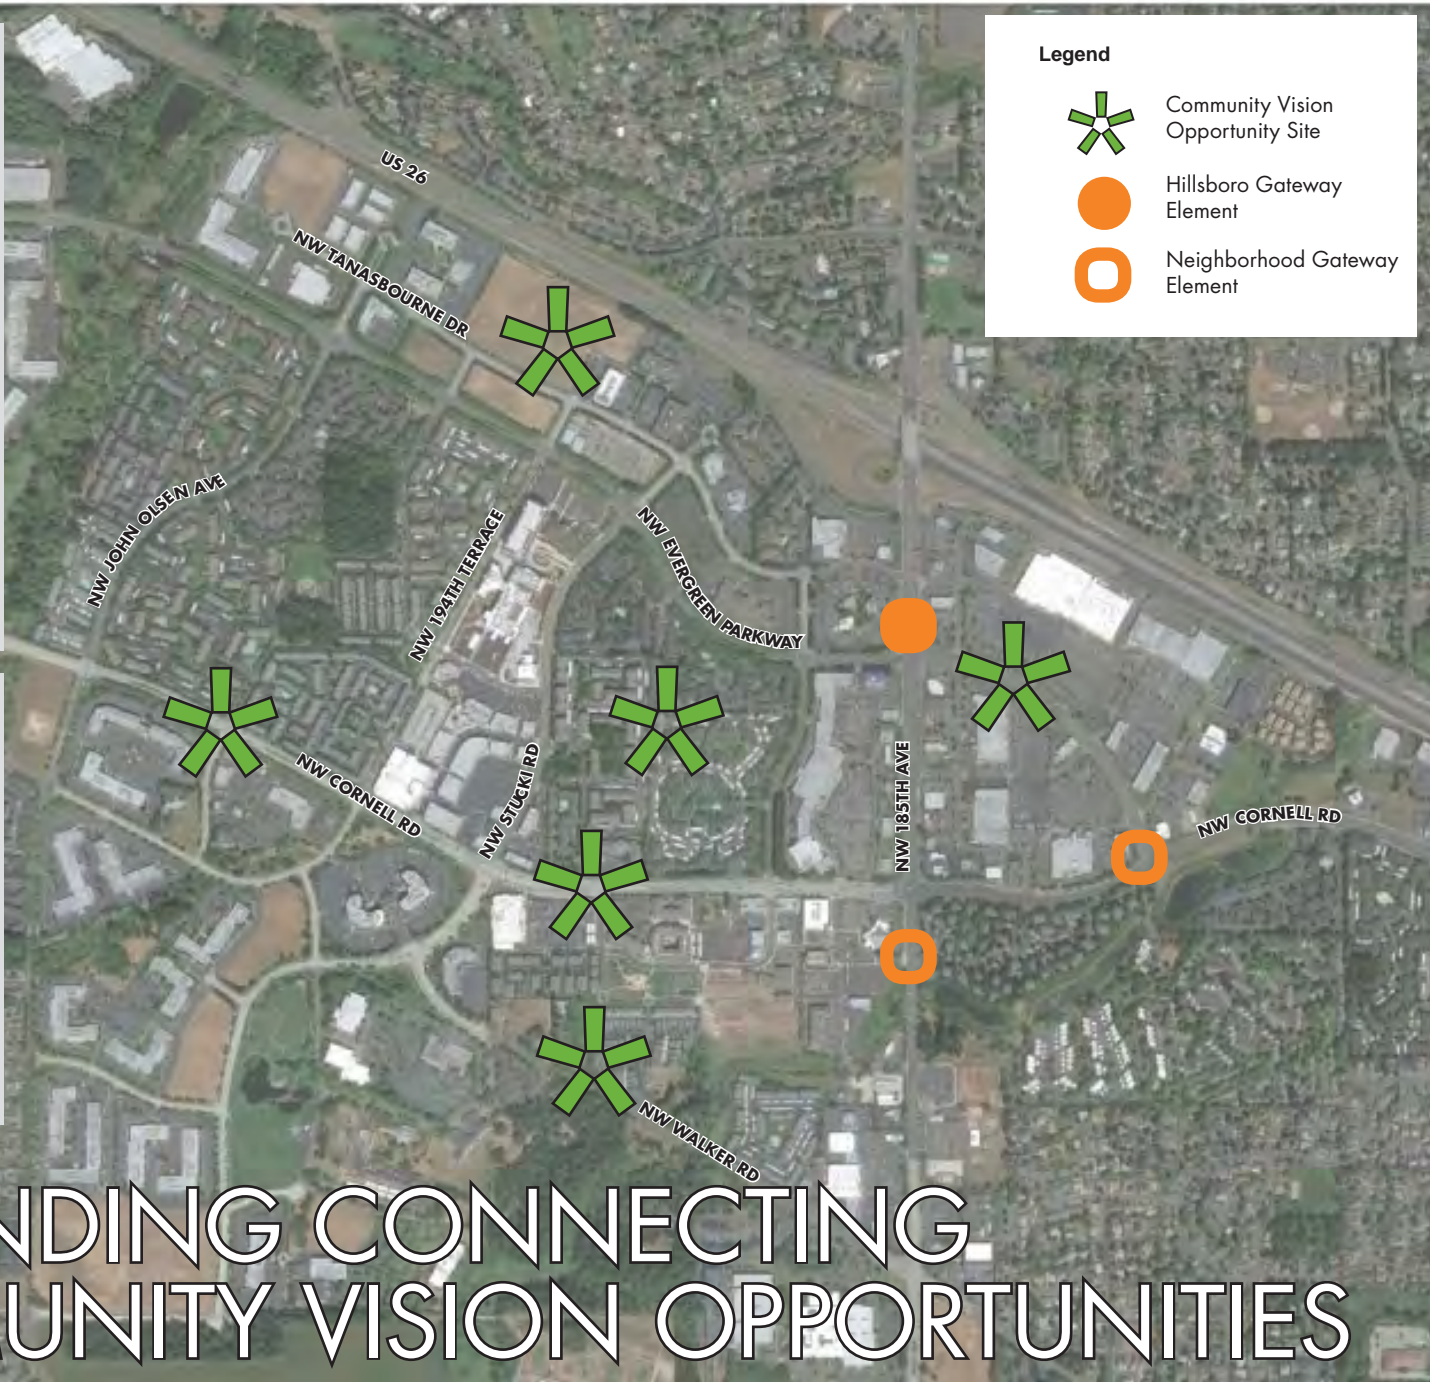 Legend
Community Vision
Opportunity Site
Hillsboro Gateway
Element
Neighborhood Gateway
Element
US 26
NW TANASBOURNE DR
NW JOHN OLSEN AVE
NW 194TH TERRACE
NW EVERGREEN PARKWAY
NW CORNELL RD
NW STUCKI RD
NW 185TH AVE
NW CORNELL RD
NW WALKER RD
NDING CONNECTING
UNITY VISION OPPORTUNITIES